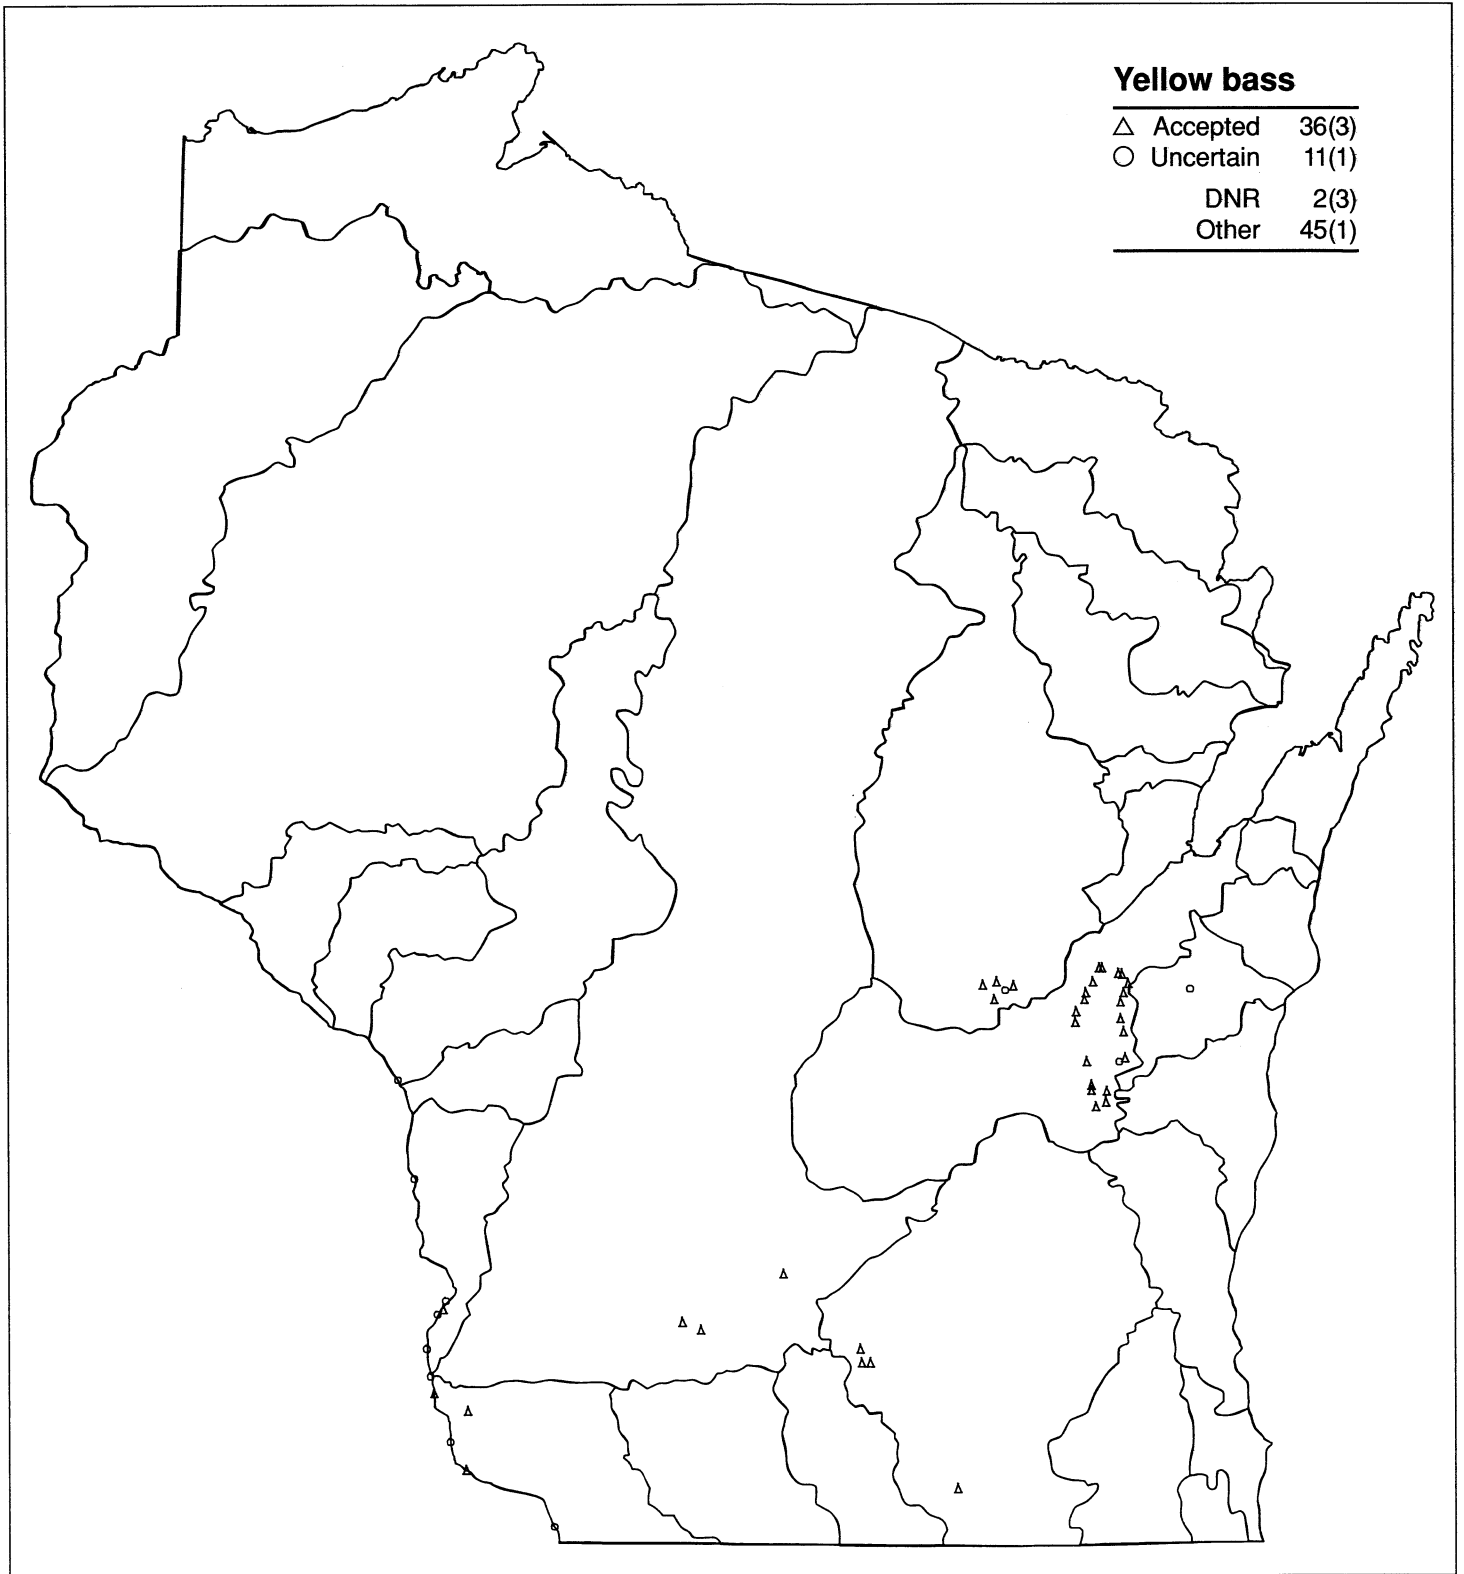 Yellow bass
△ Accepted 36(3)
○ Uncertain 11(1)
DNR 2(3)
Other 45(1)